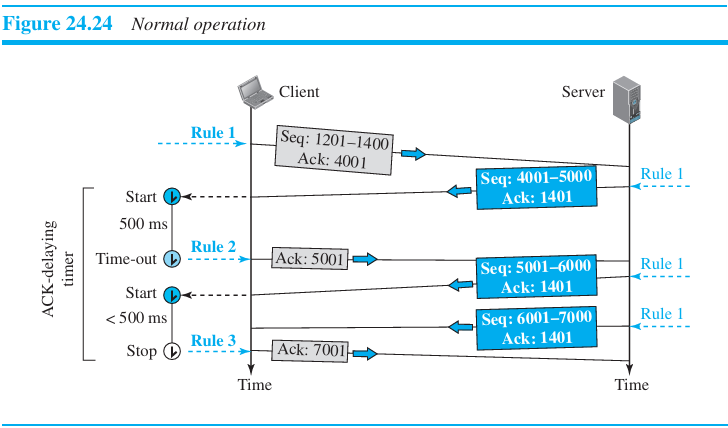 Figure 24.24 Normal operation
Client
Server
Rule 1
Seq: 1201–1400
Ack: 4001
Seq: 4001–5000
Ack: 1401
Rule 1
Start
500 ms
Time-out
Rule 2
Ack: 5001
Seq: 5001–6000
Ack: 1401
Rule 1
Start
< 500 ms
Seq: 6001–7000
Ack: 1401
Rule 1
Stop
Rule 3
Ack: 7001
ACK-delaying
timer
Time
Time